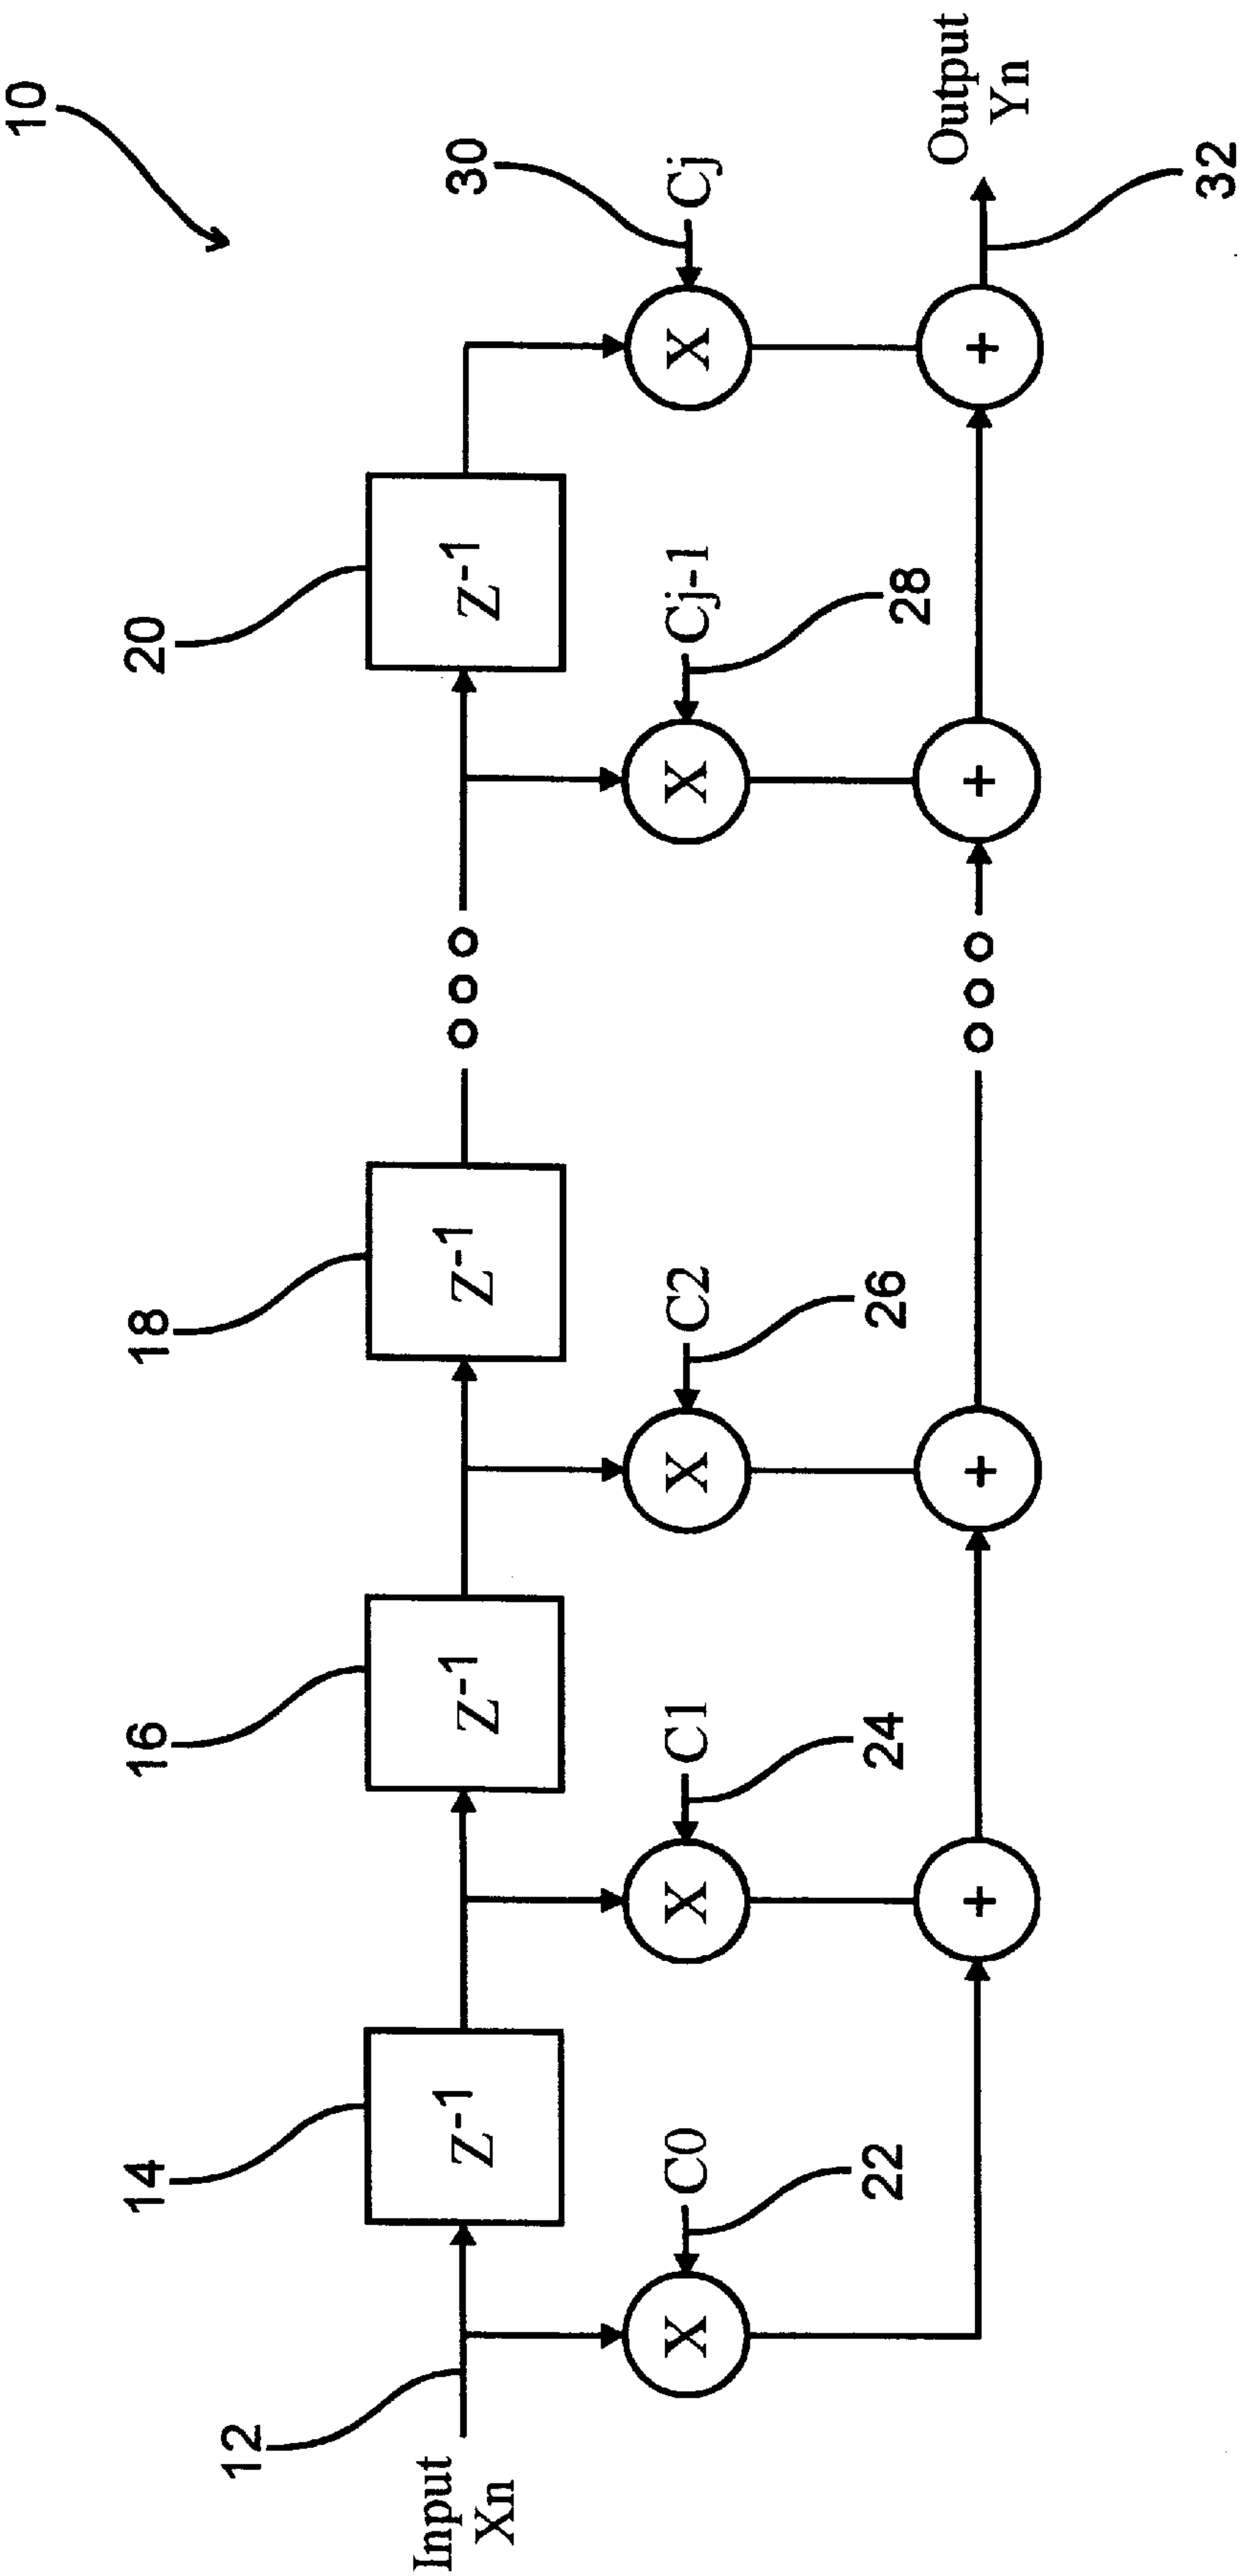 10
12
14
16
18
20
Input
Xn
Z-1
Z-1
Z-1
Z-1
X
C0
X
C1
X
C2
X
Cj-1
X
Cj
30
22
24
26
28
+
+
+
+
Output
Yn
32